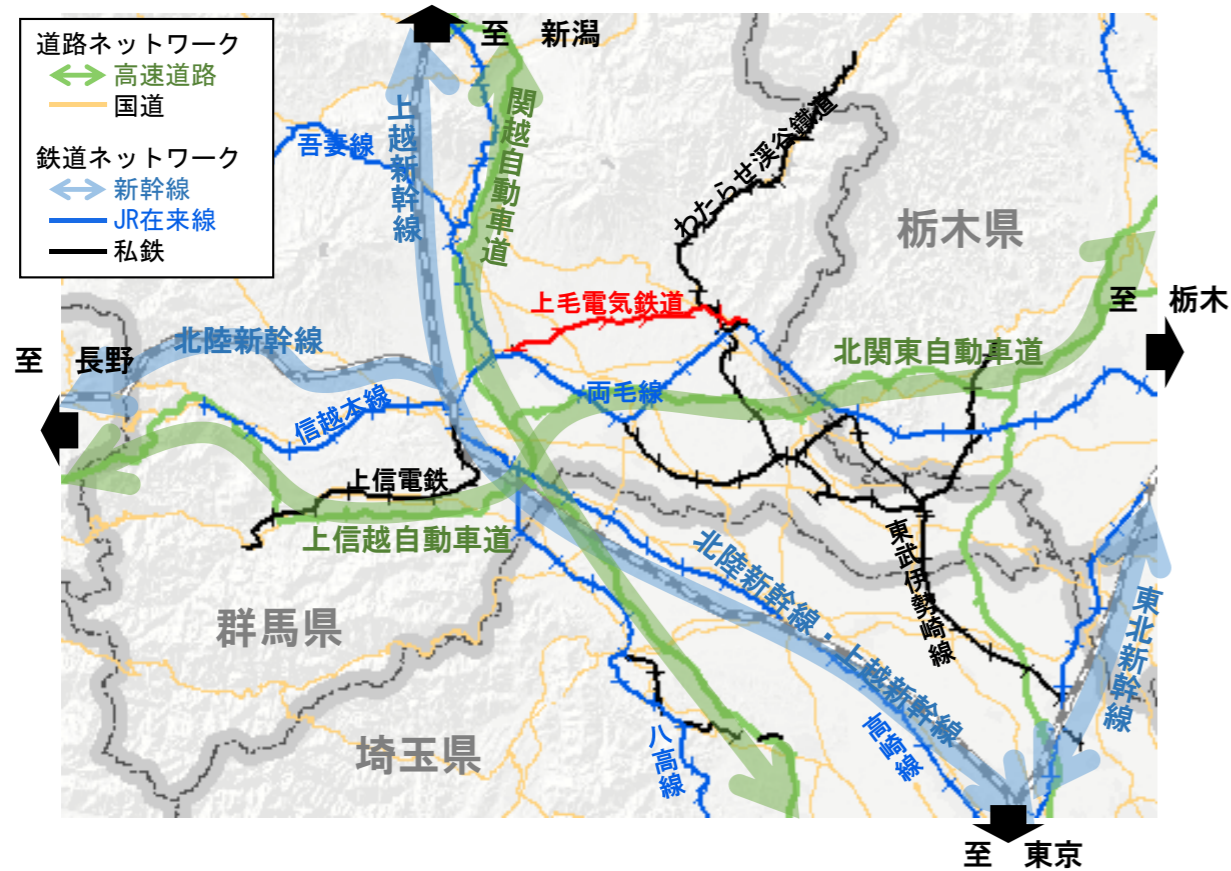 道路ネットワーク
高速道路
国道
鉄道ネットワーク
新幹線
JR在来線
私鉄
至 新潟
上越新幹線
関越自動車道
吾妻線
わたらせ渓谷鐵道
栃木県
上毛電気鉄道
至 栃木
北陸新幹線
至 長野
北関東自動車道
両毛線
信越本線
上信電鉄
上信越自動車道
北陸新幹線・上越新幹線
東武伊勢崎線
東北新幹線
群馬県
埼玉県
八高線
高崎線
至 東京